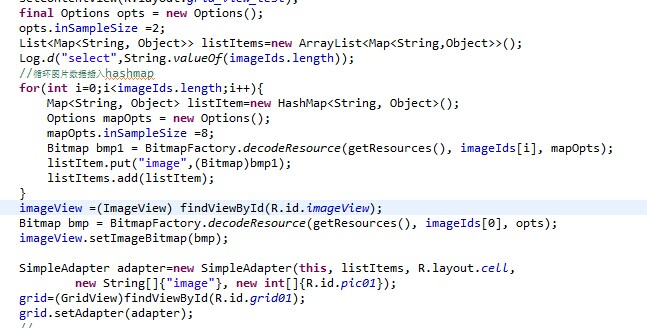 setContentView(R.layout.grid_view_test);
final Options opts = new Options();
opts.inSampleSize =2;
List<Map<String, Object>> listItems=new ArrayList<Map<String,Object>>();
Log.d("select",String.valueOf(imageIds.length));
//循环图片数据插入hashmap
for(int i=0;i<imageIds.length;i++){
Map<String, Object> listItem=new HashMap<String, Object>();
Options mapOpts = new Options();
mapOpts.inSampleSize =8;
Bitmap bmp1 = BitmapFactory.decodeResource(getResources(), imageIds[i], mapOpts);
listItem.put("image",(Bitmap)bmp1);
listItems.add(listItem);
}
imageView =(ImageView) findViewById(R.id.imageView);
Bitmap bmp = BitmapFactory.decodeResource(getResources(), imageIds[0], opts);
imageView.setImageBitmap(bmp);
SimpleAdapter adapter=new SimpleAdapter(this, listItems, R.layout.cell,
new String[]{"image"}, new int[]{R.id.pic01});
grid=(GridView)findViewById(R.id.grid01);
grid.setAdapter(adapter);
//